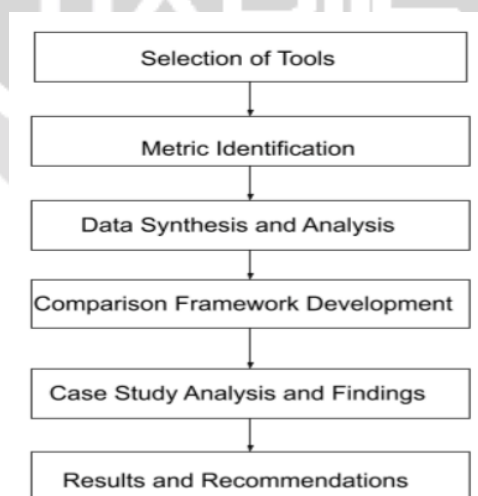 Selection of Tools
Metric Identification
Data Synthesis and Analysis
Comparison Framework Development
Case Study Analysis and Findings
Results and Recommendations